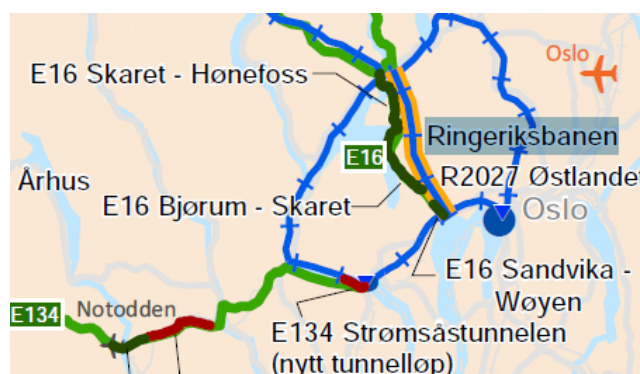 Oslo
E16 Skaret - Hønefoss
Ringeriksbanen
E16
R2027 Østlandet
Århus
E16 Bjørum - Skaret
Oslo
E16 Sandvika -
Wøyen
Notodden
E134
E134 Strømsåstunnelen
(nytt tunnelløp)